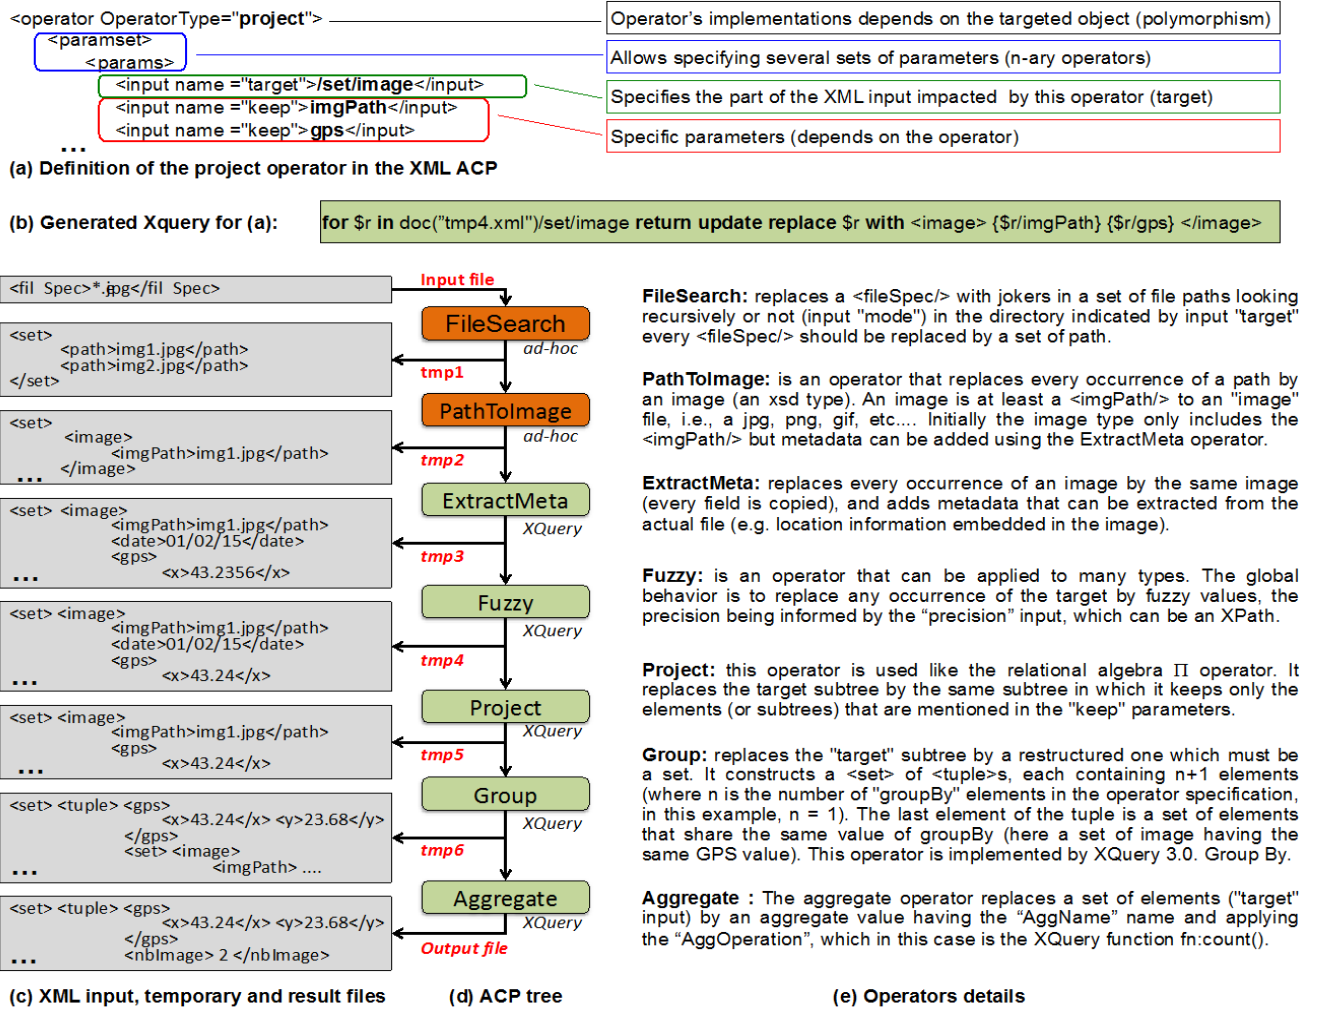 <operator OperatorType="project">
Operator's implementations depends on the targeted object (polymorphism)
<paramset>
<params>
Allows specifying several sets of parameters (n-ary operators)
<input name ="target">/set/image</input>
Specifies the part of the XML input impacted by this operator (target)
<input name ="keep">imgPath</input>
<input name ="keep">gps</input>
Specific parameters (depends on the operator)
...
(a) Definition of the project operator in the XML ACP
(b) Generated Xquery for (a):
for $r in doc("tmp4.xml")/set/image return update replace $r with <image> {$r/imgPath} {$r/gps} </image>
<fil Spec>*.jpg</fil Spec>
<set>
<path>img1.jpg</path>
<path>img2.jpg</path>
</set>
<set>
<image>
<imgPath>img1.jpg</path>
</image>
...
<set> <image>
<imgPath>img1.jpg</path>
<date>01/02/15</date>
<gps>
<x>43.2356</x>
...
<set> <image>
<imgPath>img1.jpg</path>
<date>01/02/15</date>
<gps>
<x>43.24</x>
...
<set> <image>
<imgPath>img1.jpg</path>
<gps>
<x>43.24</x>
...
<set> <tuple> <gps>
<x>43.24</x> <y>23.68</y>
</gps>
<set> <image>
<imgPath> ....
...
<set> <tuple> <gps>
<x>43.24</x> <y>23.68</y>
</gps>
<nbImage> 2 </nbImage>
...
(c) XML input, temporary and result files
Input file
FileSearch
ad-hoc
tmp1
PathToImage
ad-hoc
tmp2
ExtractMeta
XQuery
tmp3
Fuzzy
XQuery
tmp4
Project
XQuery
tmp5
Group
XQuery
tmp6
Aggregate
XQuery
Output file
(d) ACP tree
FileSearch: replaces a <fileSpec/> with jokers in a set of file paths looking
recursively or not (input "mode") in the directory indicated by input "target"
every <fileSpec/> should be replaced by a set of path.
PathToImage: is an operator that replaces every occurrence of a path by
an image (an xsd type). An image is at least a <imgPath/> to an "image"
file, i.e., a jpg, png, gif, etc.... Initially the image type only includes the
<imgPath/> but metadata can be added using the ExtractMeta operator.
ExtractMeta: replaces every occurrence of an image by the same image
(every field is copied), and adds metadata that can be extracted from the
actual file (e.g. location information embedded in the image).
Fuzzy: is an operator that can be applied to many types. The global
behavior is to replace any occurrence of the target by fuzzy values, the
precision being informed by the “precision” input, which can be an XPath.
Project: this operator is used like the relational algebra Π operator. It
replaces the target subtree by the same subtree in which it keeps only the
elements (or subtrees) that are mentioned in the "keep" parameters.
Group: replaces the "target" subtree by a restructured one which must be
a set. It constructs a <set> of <tuple>s, each containing n+1 elements
(where n is the number of "groupBy" elements in the operator specification,
in this example, n = 1). The last element of the tuple is a set of elements
that share the same value of groupBy (here a set of image having the
same GPS value). This operator is implemented by XQuery 3.0. Group By.
Aggregate : The aggregate operator replaces a set of elements ("target"
input) by an aggregate value having the “AggName” name and applying
the “AggOperation”, which in this case is the XQuery function fn:count().
(e) Operators details